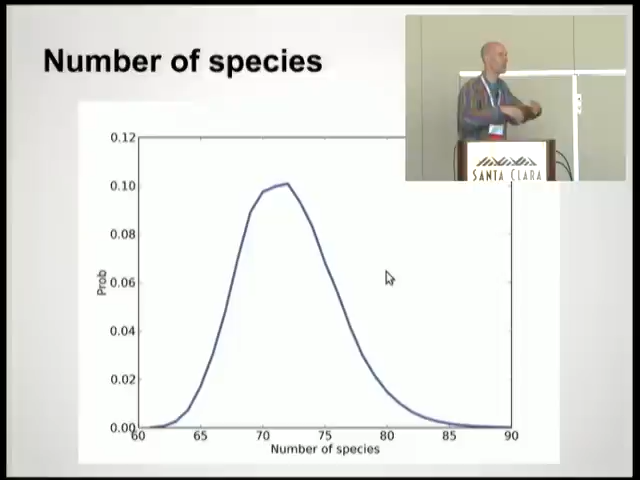 Number of species
SANTA CLARA
0.12
0.10
0.08
0.06
0.04
0.02
0.00
Prob
60 65 70 75 80 85 90
Number of species